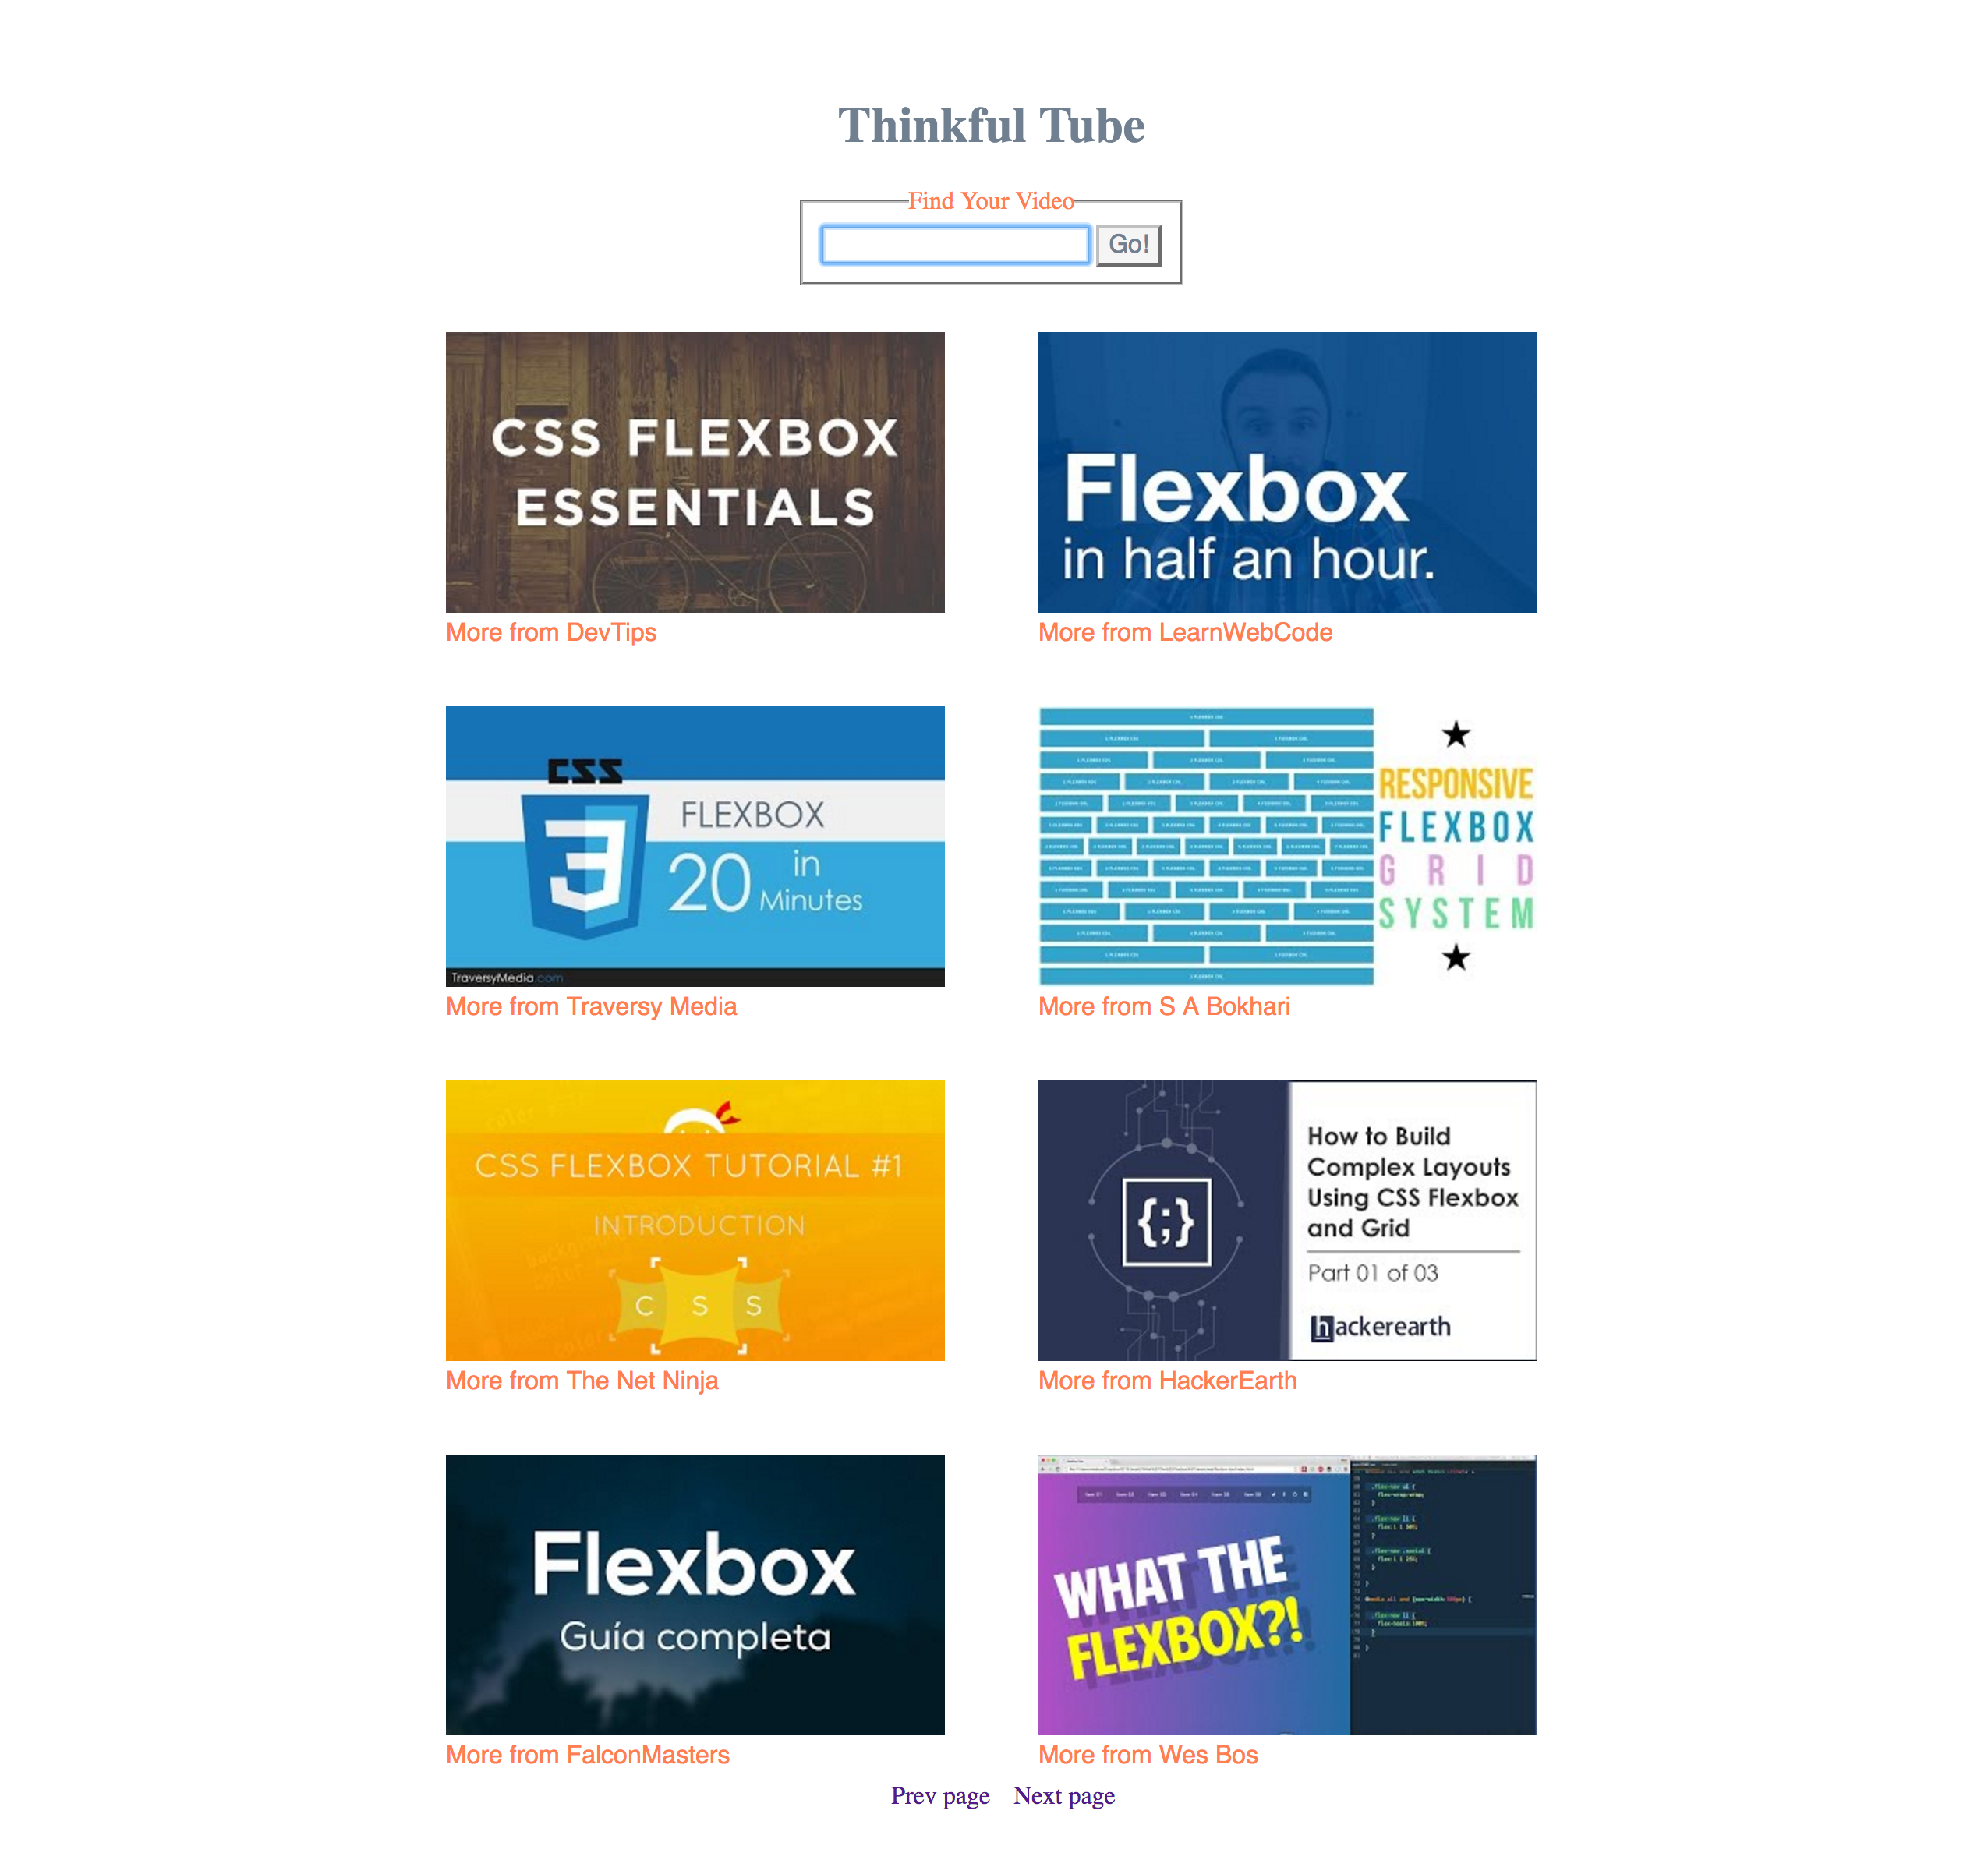 Thinkful Tube
Find Your Video
Go!
CSS FLEXBOX
ESSENTIALS
More from DevTips
Flexbox
in half an hour.
More from LearnWebCode
CSS
FLEXBOX
20 in
Minutes
TraversyMedia.com
More from Traversy Media
RESPONSIVE
FLEXBOX
GRID
SYSTEM
More from S A Bokhari
CSS FLEXBOX TUTORIAL #1
INTRODUCTION
C S S
More from The Net Ninja
{;}
How to Build
Complex Layouts
Using CSS Flexbox
and Grid
Part 01 of 03
hackerearth
More from HackerEarth
Flexbox
Guía completa
More from FalconMasters
WHAT THE
FLEXBOX?!
More from Wes Bos
Prev page Next page